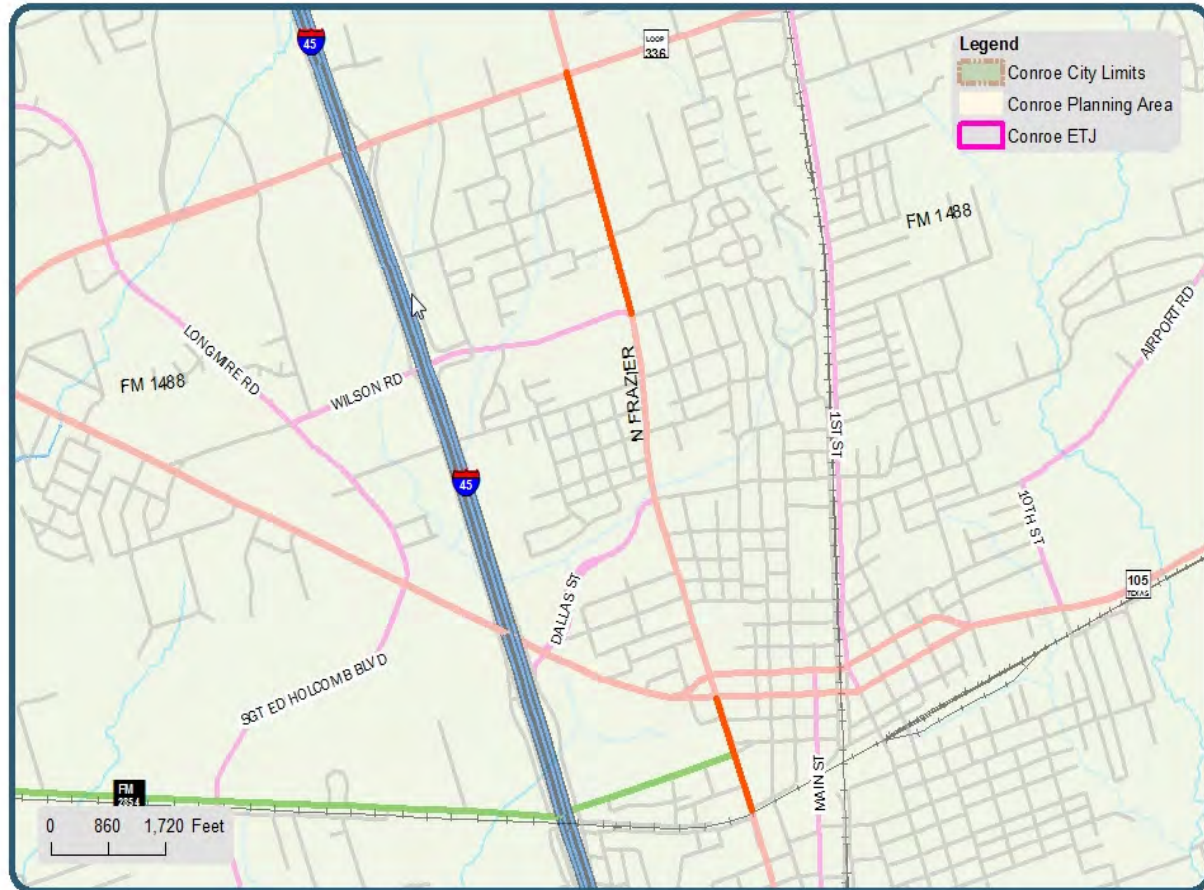 45
LOOP
336
Legend
Conroe City Limits
Conroe Planning Area
Conroe ETJ
FM 1488
AIRPORT RD
LONGMIRE RD
FM 1488
WILSON RD
N FRAZIER
1ST ST
45
10TH ST
105
TEXAS
DALLAS ST
SGT ED HOLCOMB BLVD
MAIN ST
FM
2854
0 860 1,720 Feet